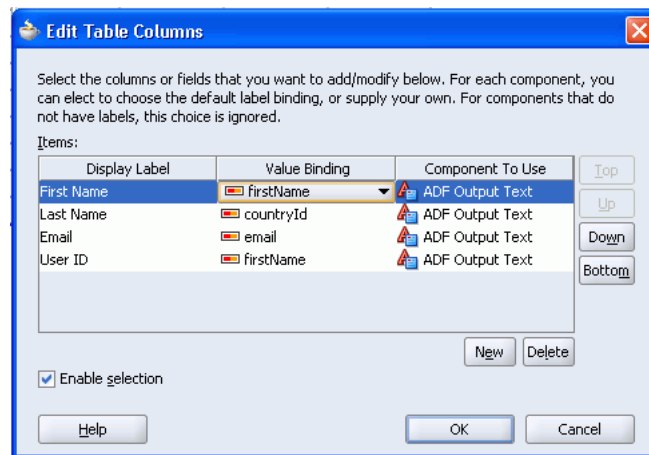 Edit Table Columns
Select the columns or fields that you want to add/modify below. For each component, you
can elect to choose the default label binding, or supply your own. For components that do
not have labels, this choice is ignored.
Items:
Display Label Value Binding Component To Use
First Name firstName ADF Output Text
Last Name countryId ADF Output Text
Email email ADF Output Text
User ID firstName ADF Output Text
Top
Up
Down
Bottom
New Delete
Enable selection
Help OK Cancel